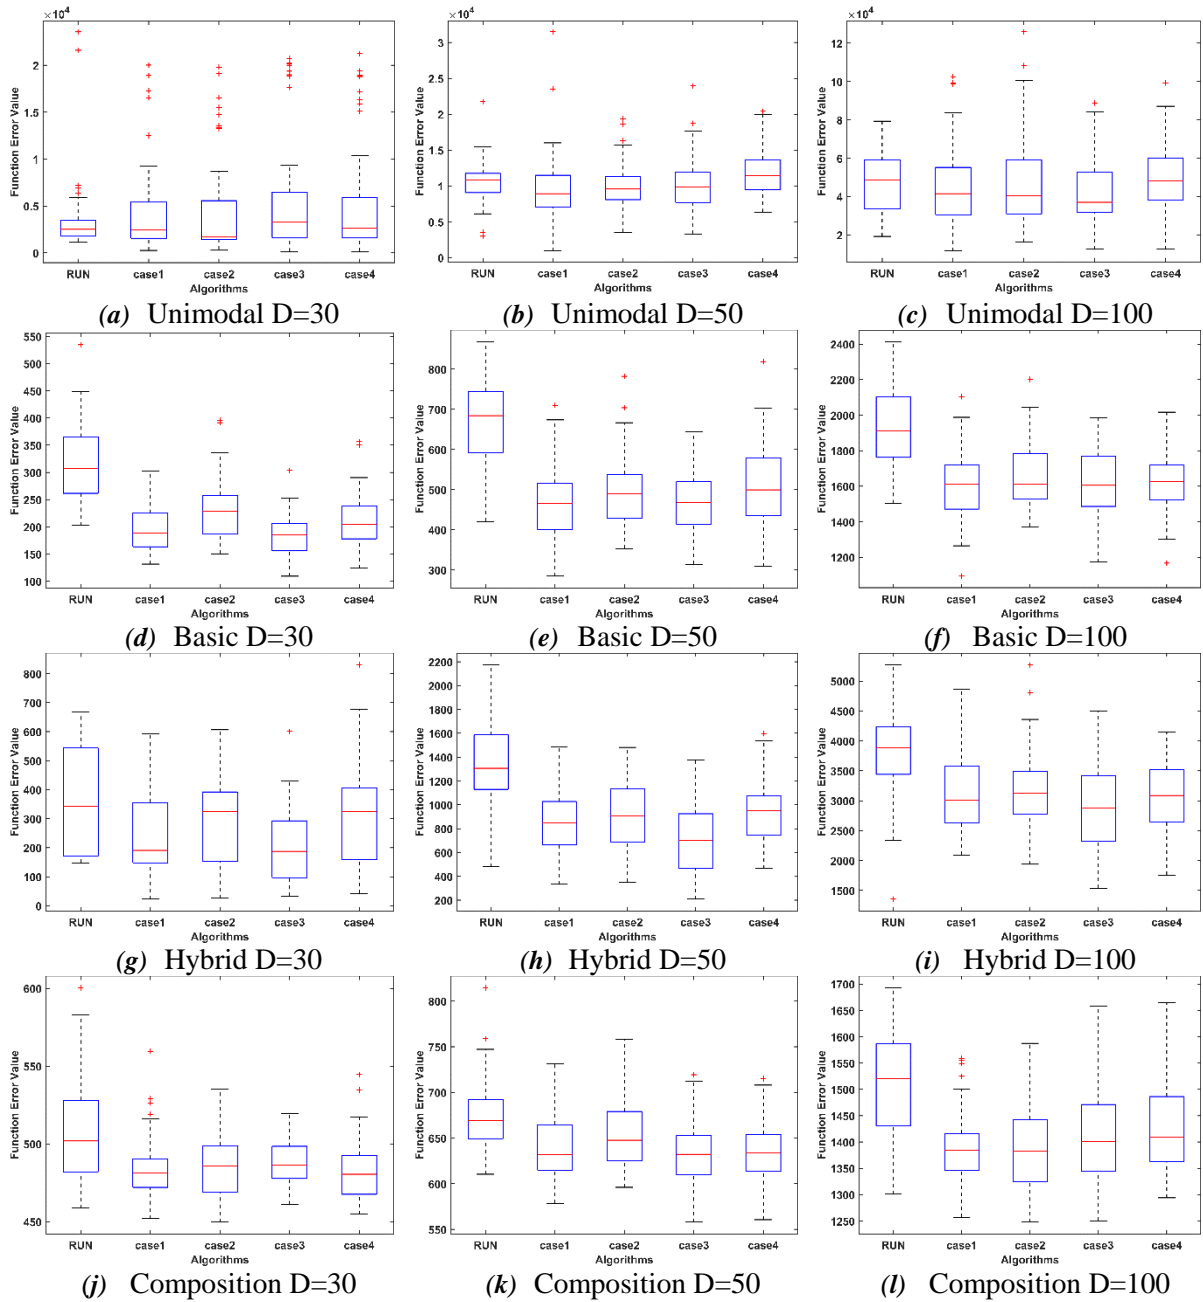 ×10⁴
Function Error Value
2
1.5
1
0.5
0
RUN case1 case2 case3 case4
Algorithms
(a) Unimodal D=30
×10⁴
Function Error Value
3
2.5
2
1.5
1
0.5
0
RUN case1 case2 case3 case4
Algorithms
(b) Unimodal D=50
×10⁴
Function Error Value
12
10
8
6
4
2
RUN case1 case2 case3 case4
Algorithms
(c) Unimodal D=100
Function Error Value
550
500
450
400
350
300
250
200
150
100
RUN case1 case2 case3 case4
Algorithms
(d) Basic D=30
Function Error Value
800
700
600
500
400
300
RUN case1 case2 case3 case4
Algorithms
(e) Basic D=50
Function Error Value
2400
2200
2000
1800
1600
1400
1200
RUN case1 case2 case3 case4
Algorithms
(f) Basic D=100
Function Error Value
800
700
600
500
400
300
200
100
0
RUN case1 case2 case3 case4
Algorithms
(g) Hybrid D=30
Function Error Value
2200
2000
1800
1600
1400
1200
1000
800
600
400
200
RUN case1 case2 case3 case4
Algorithms
(h) Hybrid D=50
Function Error Value
5000
4500
4000
3500
3000
2500
2000
1500
RUN case1 case2 case3 case4
Algorithms
(i) Hybrid D=100
Function Error Value
600
550
500
450
RUN case1 case2 case3 case4
Algorithms
(j) Composition D=30
Function Error Value
800
750
700
650
600
550
RUN case1 case2 case3 case4
Algorithms
(k) Composition D=50
Function Error Value
1700
1650
1600
1550
1500
1450
1400
1350
1300
1250
RUN case1 case2 case3 case4
Algorithms
(l) Composition D=100